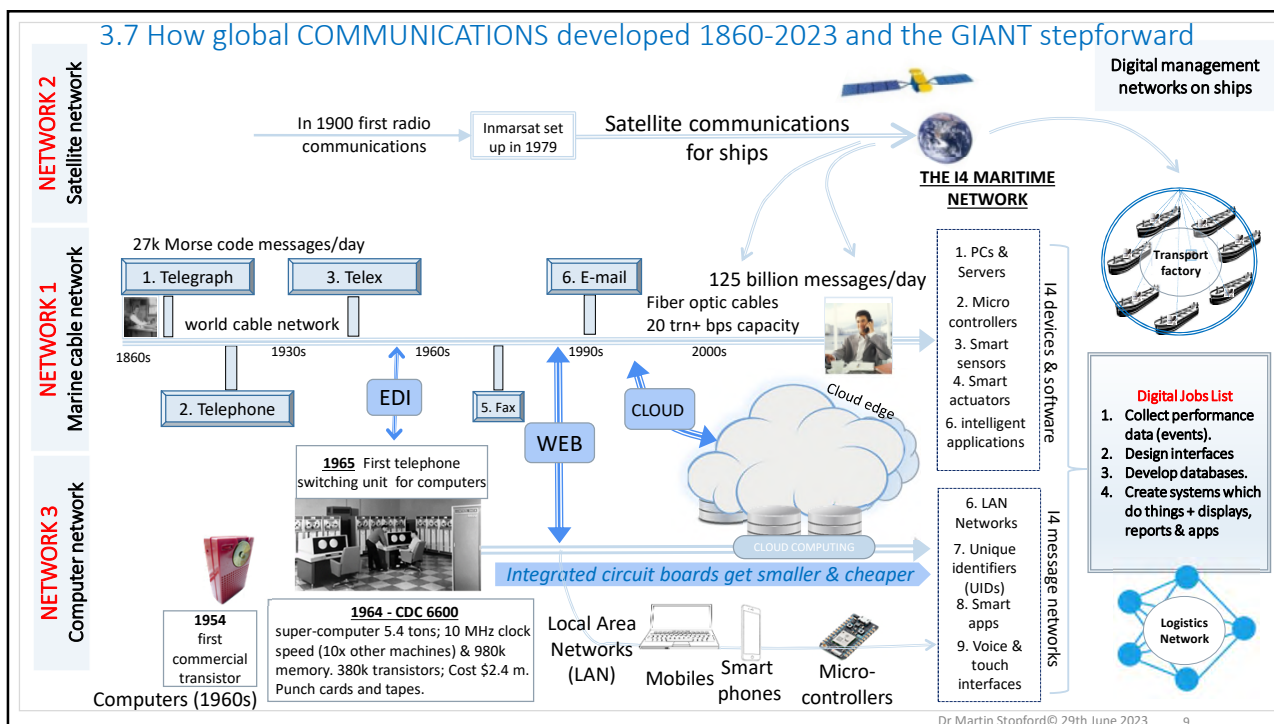 3.7 How global COMMUNICATIONS developed 1860-2023 and the GIANT stepforward
NETWORK 2
Satellite network
In 1900 first radio
communications
Inmarsat set
up in 1979
Satellite communications
for ships
THE I4 MARITIME
NETWORK
Digital management
networks on ships
Transport
factory
NETWORK 1
Marine cable network
27k Morse code messages/day
1. Telegraph
3. Telex
6. E-mail
125 billion messages/day
Fiber optic cables
20 trn+ bps capacity
world cable network
1860s
1930s
1960s
1990s
2000s
2. Telephone
EDI
5. Fax
WEB
CLOUD
Cloud edge
1. PC's & Servers
2. Micro
controllers
3. Smart
sensors
4. Smart
actuators
6. intelligent
applications
I4 devices & software
Digital Jobs List
1. Collect performance
data (events).
2. Design interfaces
3. Develop databases.
4. Create systems which
do things + displays,
reports & apps
NETWORK 3
Computer network
1965 First telephone
switching unit for computers
CLOUD COMPUTING
Integrated circuit boards get smaller & cheaper
1954
first
commercial
transistor
Computers (1960s)
1964 - CDC 6600
super-computer 5.4 tons; 10 MHz clock
speed (10x other machines) & 980k
memory. 380k transistors; Cost $2.4 m.
Punch cards and tapes.
Local Area
Networks
(LAN)
Mobiles
Smart
phones
Micro-
controllers
6. LAN
Networks
7. Unique
identifiers
(UIDs)
8. Smart
apps
9. Voice &
touch
interfaces
I4 message networks
Logistics
Network
Dr Martin Stopford© 29th June 2023
9